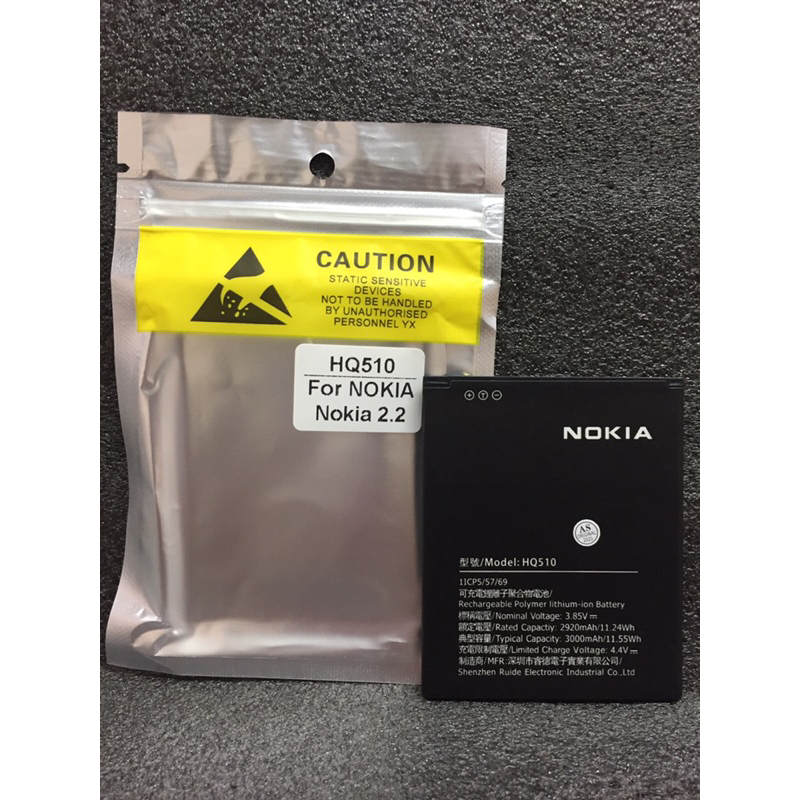 CAUTION
STATIC SENSITIVE
DEVICES
NOT TO BE HANDLED
BY UNAUTHORISED
PERSONNEL YX
HQ510
For NOKIA
Nokia 2.2
+ T −
NOKIA
AS
ORIGINAL
型號/Model: HQ510
1ICP5/57/69
可充電鋰離子聚合物電池/
Rechargeable Polymer lithium-ion Battery
標稱電壓/Nominal Voltage: 3.85V⎓
額定電壓/Rated Capactiy: 2920mAh/11.24Wh
典型容量/Typical Capacity: 3000mAh/11.55Wh
充電限制電壓/Limited Charge Voltage: 4.4V⎓
制造商/MFR:深圳市睿德電子實業有限公司/
Shenzhen Ruide Electronic Industrial Co.,Ltd